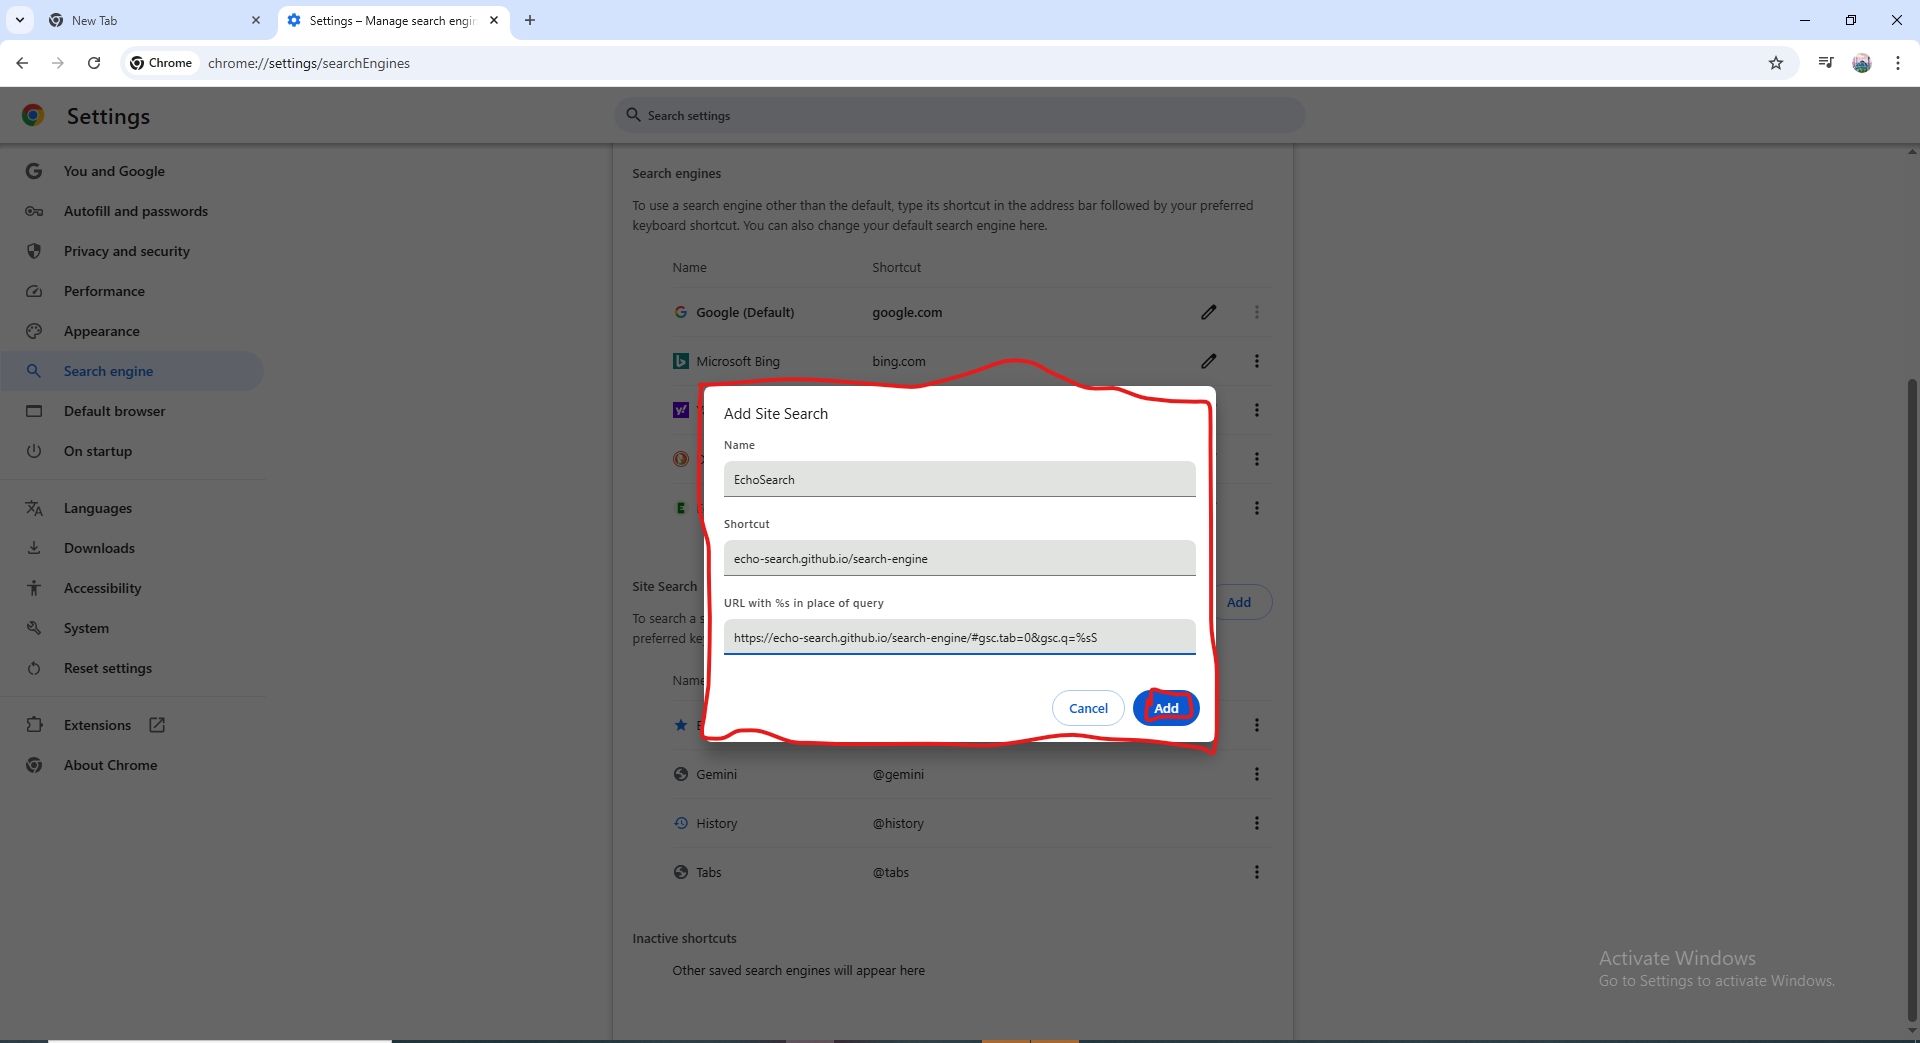 New Tab
Settings – Manage search engin
Chrome
chrome://settings/searchEngines
Settings
Search settings
You and Google
Autofill and passwords
Privacy and security
Performance
Appearance
Search engine
Default browser
On startup
Languages
Downloads
Accessibility
System
Reset settings
Extensions
About Chrome
Search engines
To use a search engine other than the default, type its shortcut in the address bar followed by your preferred
keyboard shortcut. You can also change your default search engine here.
Name Shortcut
Google (Default) google.com
Microsoft Bing bing.com
Add Site Search
Name
EchoSearch
Shortcut
echo-search.github.io/search-engine
URL with %s in place of query
https://echo-search.github.io/search-engine/#gsc.tab=0&gsc.q=%sS
Cancel Add
Site Search
Add
To search a
preferred key
Name
Gemini @gemini
History @history
Tabs @tabs
Inactive shortcuts
Other saved search engines will appear here
Activate Windows
Go to Settings to activate Windows.